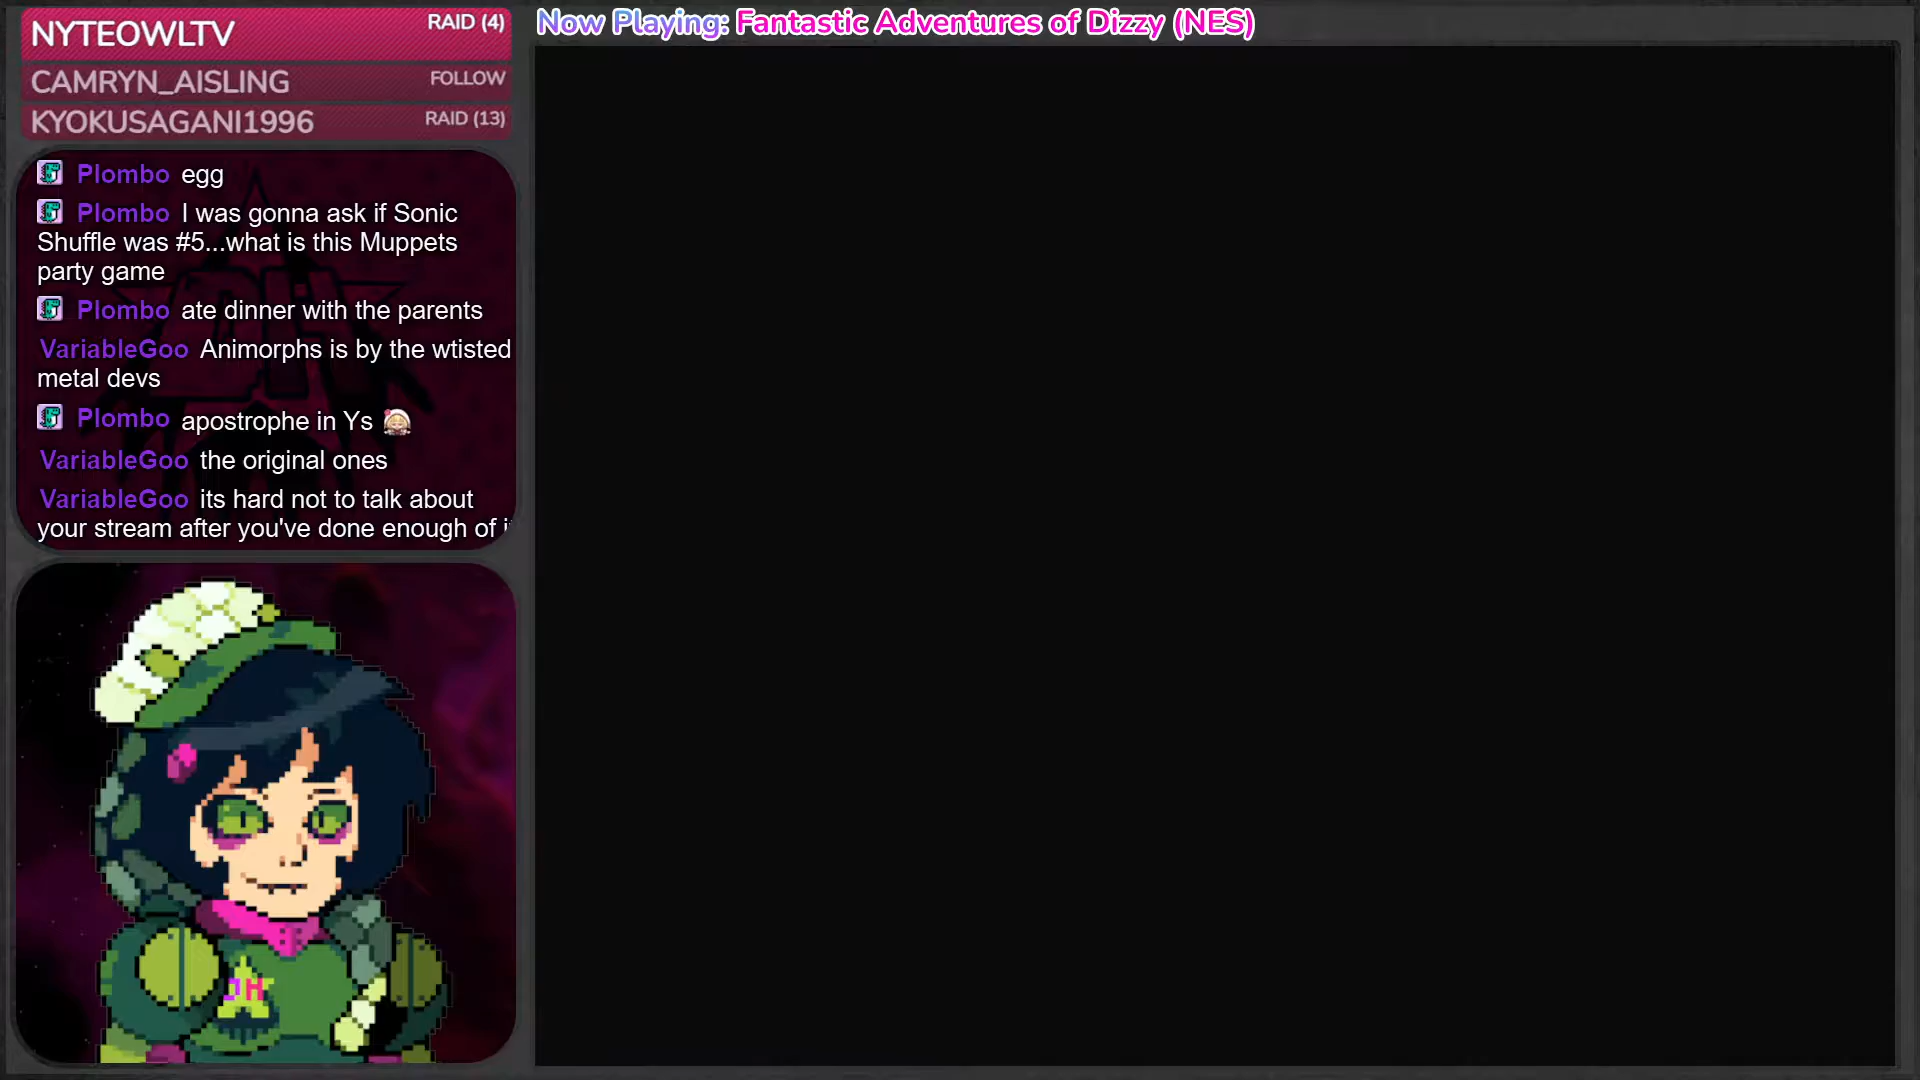 NYTEOWLTV RAID (4)
CAMRYN_AISLING FOLLOW
KYOKUSAGANI1996 RAID (13)
Now Playing: Fantastic Adventures of Dizzy (NES)
Plombo egg
Plombo I was gonna ask if Sonic
Shuffle was #5...what is this Muppets
party game
Plombo ate dinner with the parents
VariableGoo Animorphs is by the wtisted
metal devs
Plombo apostrophe in Ys
VariableGoo the original ones
VariableGoo its hard not to talk about
your stream after you've done enough of
DH